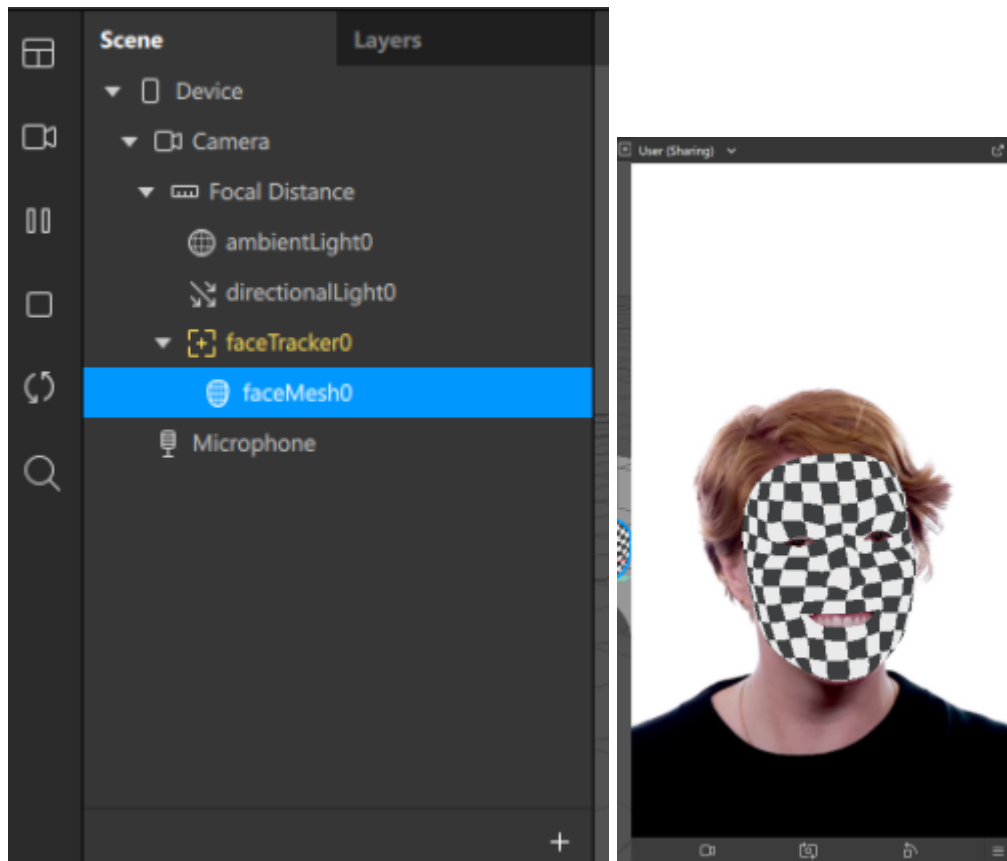 Scene
Layers
Device
Camera
Focal Distance
ambientLight0
directionalLight0
faceTracker0
faceMesh0
Microphone
User (Sharing)